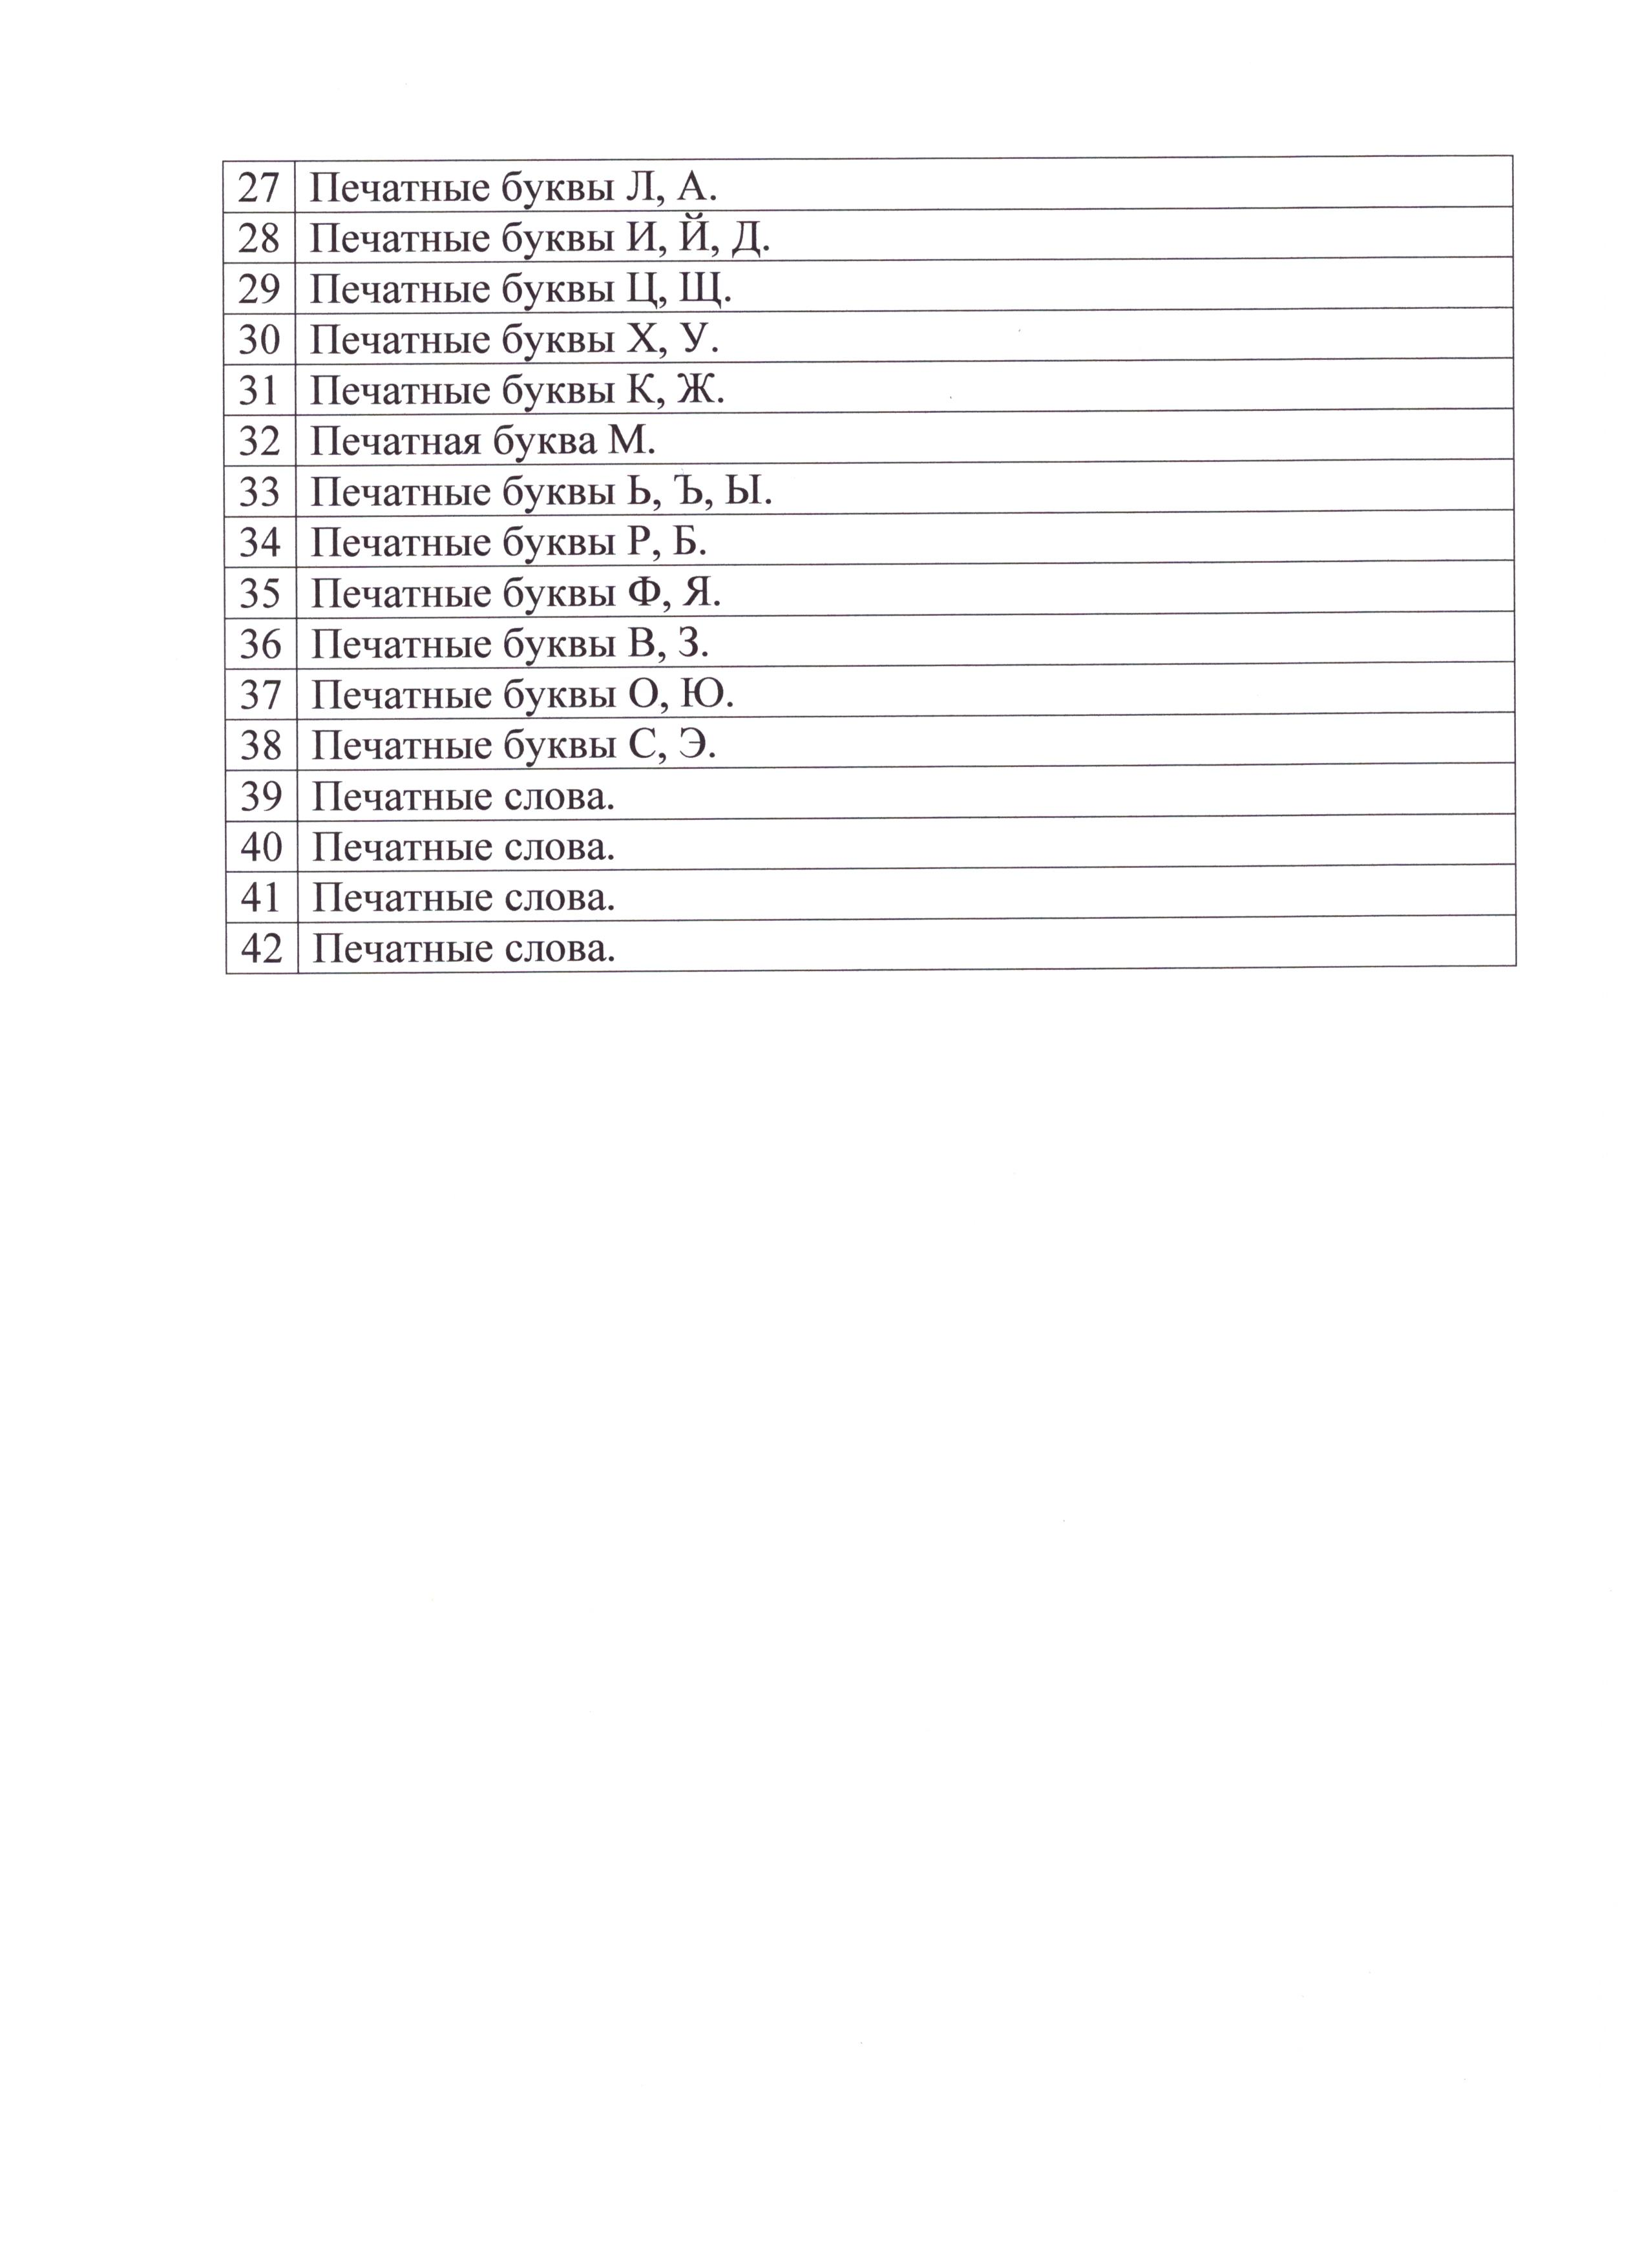 27 Печатные буквы Л, А.
28 Печатные буквы И, Й, Д.
29 Печатные буквы Ц, Щ.
30 Печатные буквы Х, У.
31 Печатные буквы К, Ж.
32 Печатная буква М.
33 Печатные буквы Ь, Ъ, Ы.
34 Печатные буквы Р, Б.
35 Печатные буквы Ф, Я.
36 Печатные буквы В, З.
37 Печатные буквы О, Ю.
38 Печатные буквы С, Э.
39 Печатные слова.
40 Печатные слова.
41 Печатные слова.
42 Печатные слова.